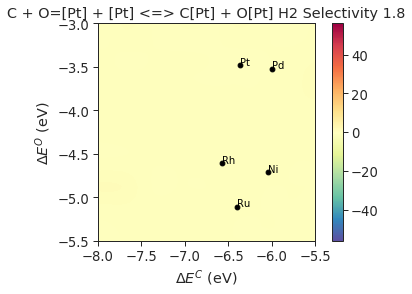 C + O=[Pt] + [Pt] <=> C[Pt] + O[Pt] H2 Selectivity 1.8
−3.0
−3.5
−4.0
−4.5
−5.0
−5.5
ΔE^O (eV)
Pt
Pd
Rh
Ni
Ru
−8.0 −7.5 −7.0 −6.5 −6.0 −5.5
ΔE^C (eV)
40
20
0
−20
−40